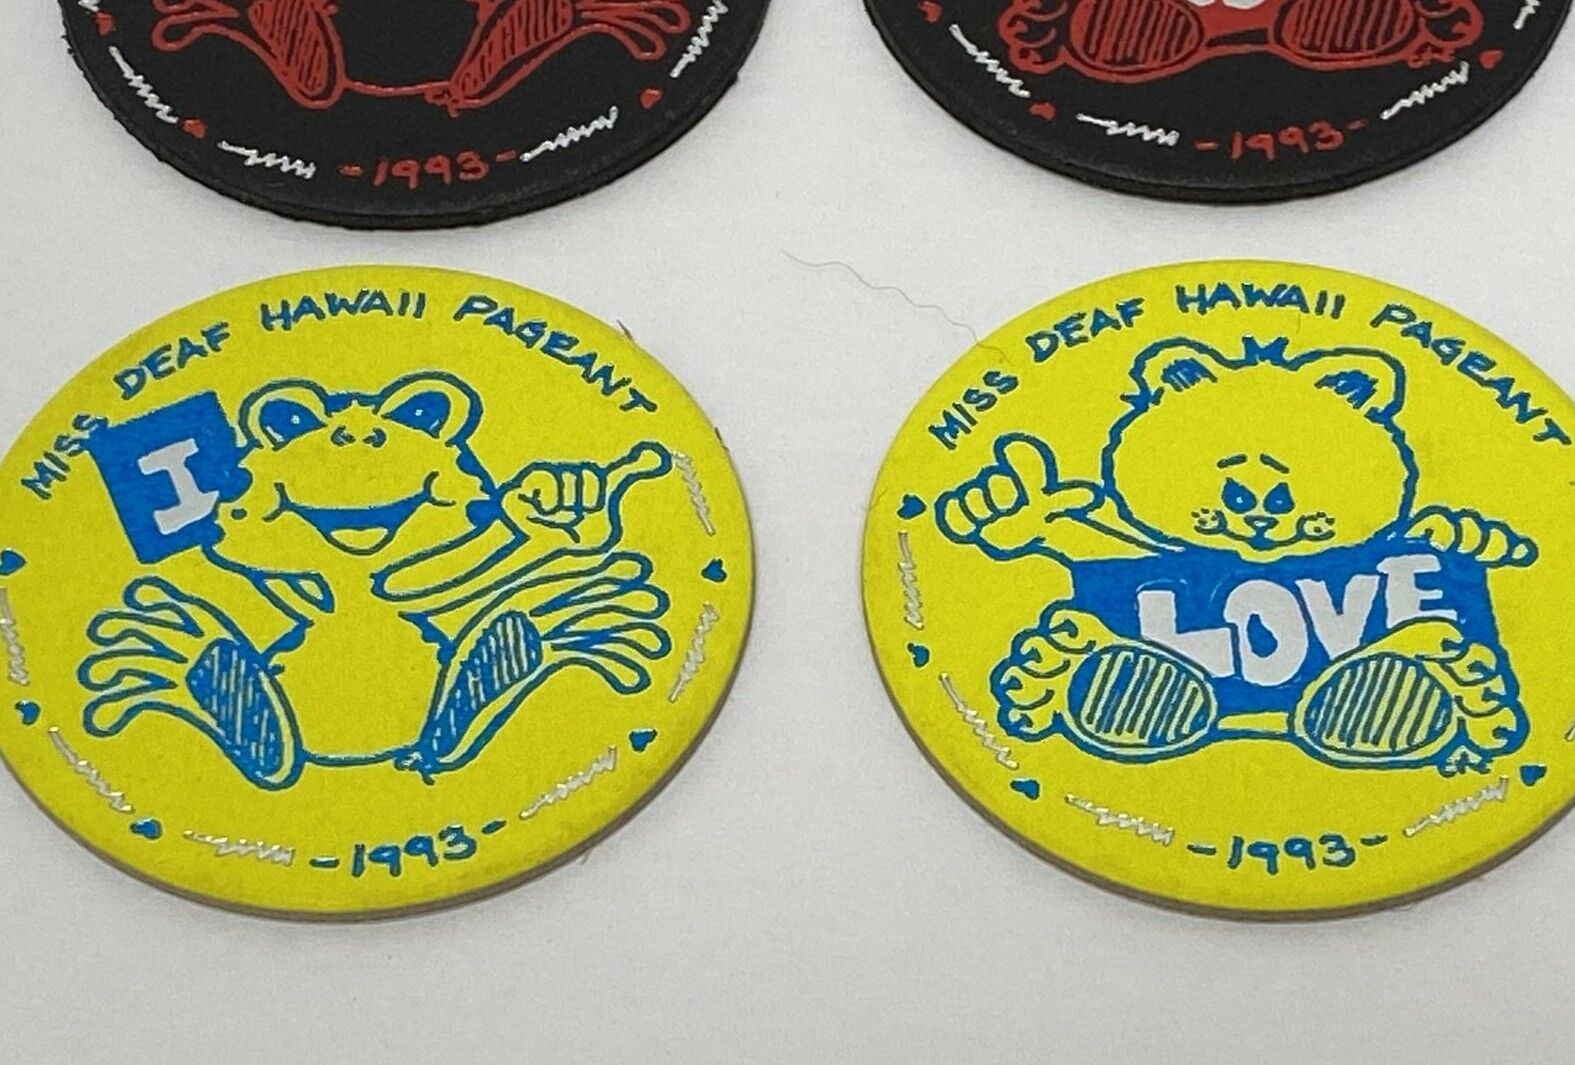 -1993-
-1993-
MISS DEAF HAWAII PAGEANT
I
-1993-
MISS DEAF HAWAII PAGEANT
LOVE
-1993-